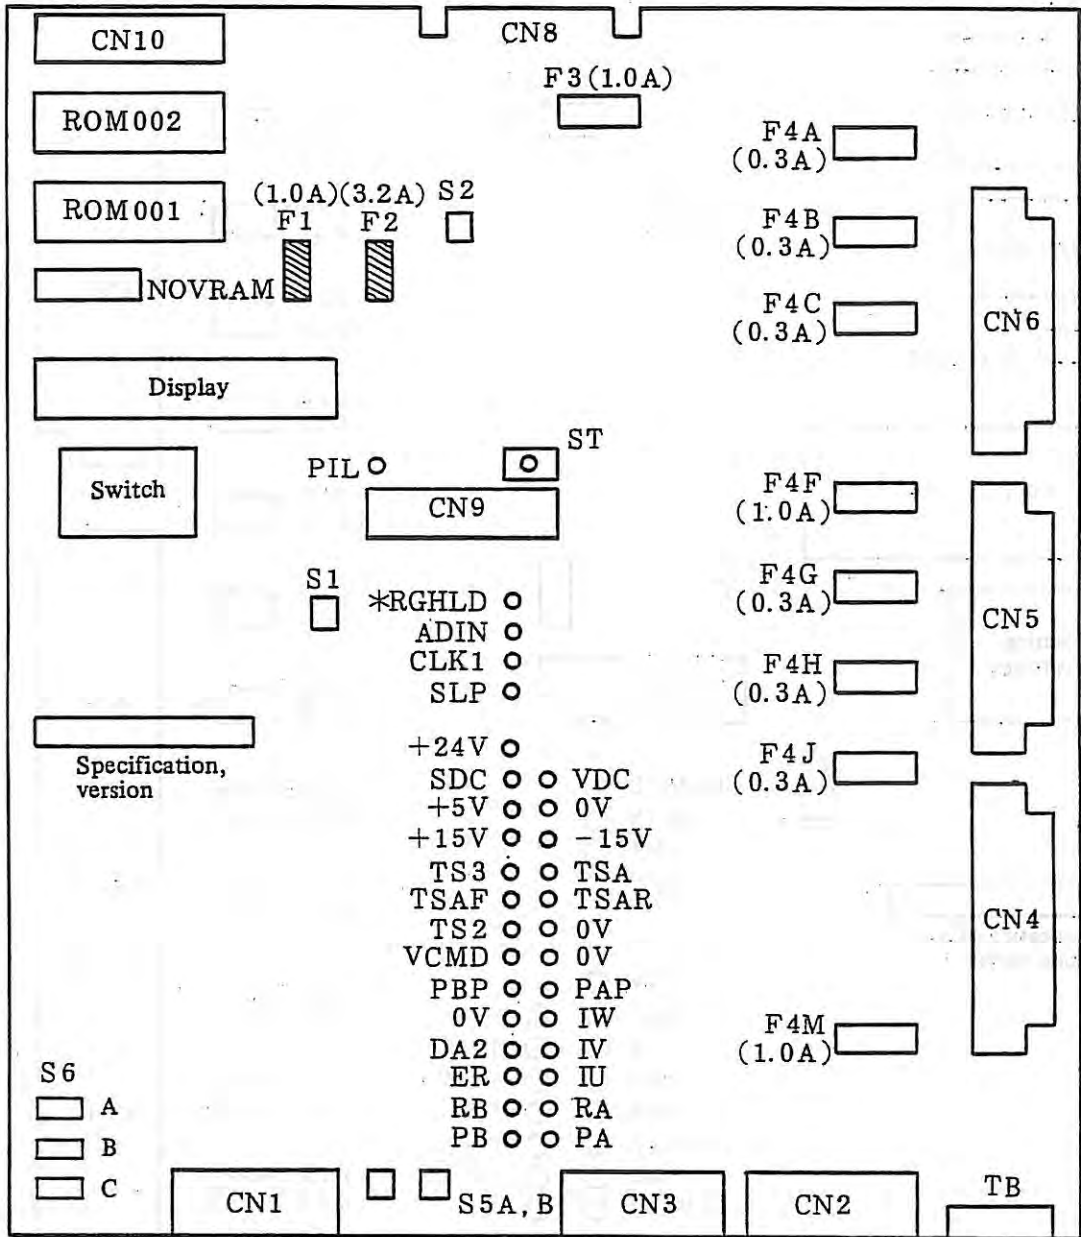 CN10
CN8
F3(1.0A)
ROM002
F4A
(0.3A)
ROM001
(1.0A)(3.2A) S2
F1 F2
F4B
(0.3A)
NOVRAM
F4C
(0.3A)
CN6
Display
ST
PIL
Switch
CN9
F4F
(1.0A)
S1
F4G
(0.3A)
*RGHLD
ADIN
CLK1
SLP
CN5
F4H
(0.3A)
Specification,
version
F4J
(0.3A)
+24V
SDC VDC
+5V 0V
+15V -15V
TS3 TSA
TSAF TSAR
TS2 0V
VCMD 0V
PBP PAP
0V IW
DA2 IV
ER IU
RB RA
PB PA
CN4
F4M
(1.0A)
S6
A
B
C
CN1
S5A, B
CN3
CN2
TB